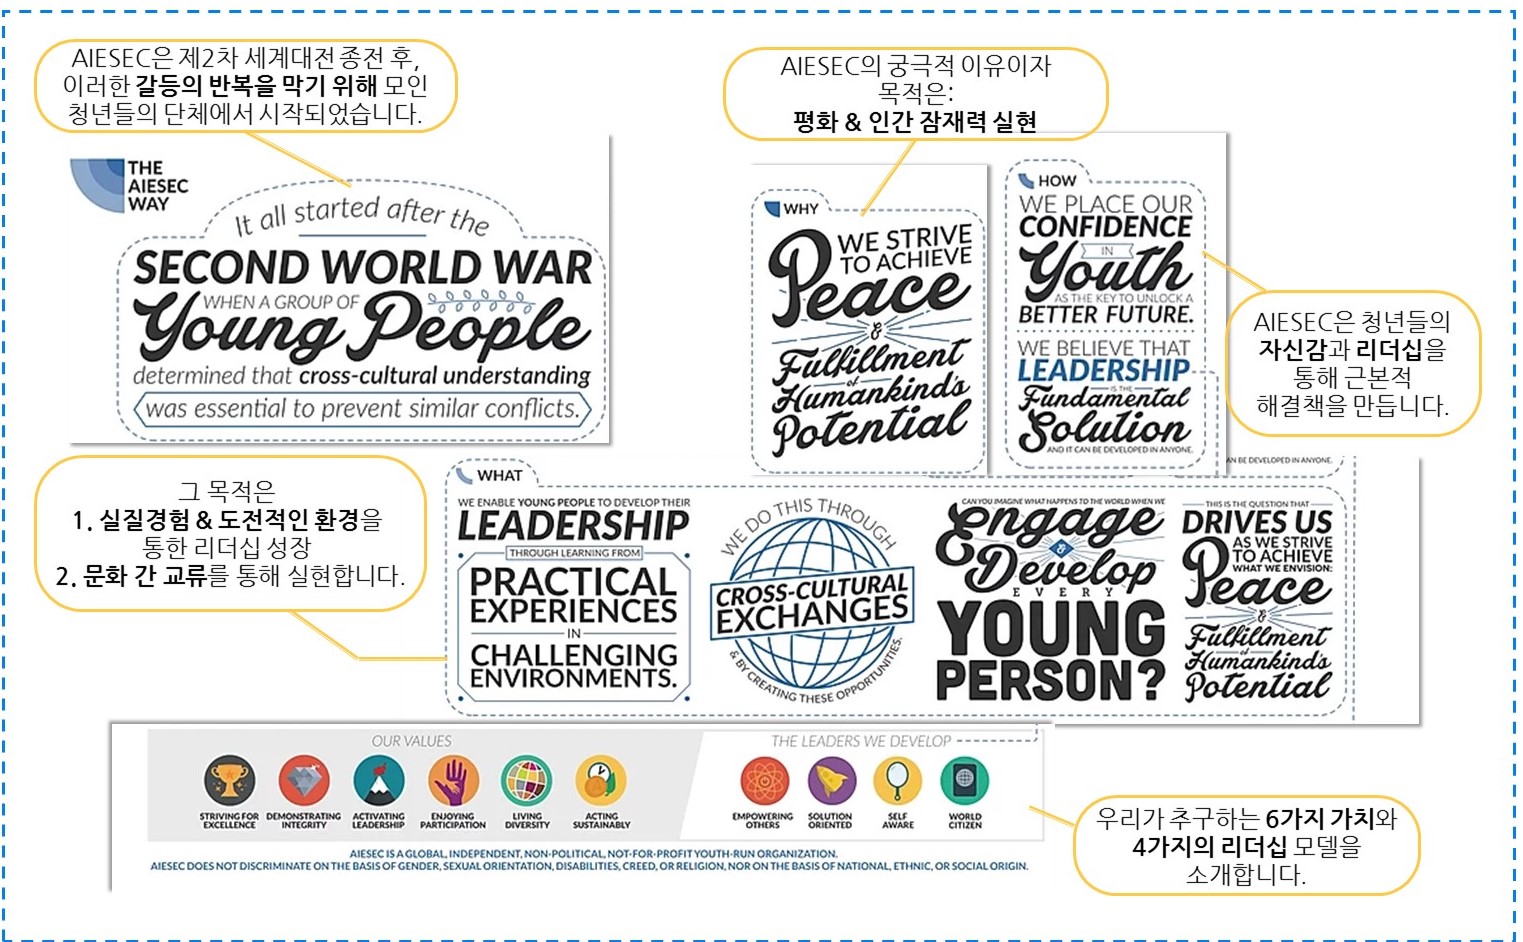 AIESEC은 제2차 세계대전 종전 후,
이러한 갈등의 반복을 막기 위해 모인
청년들의 단체에서 시작되었습니다.
THE
AIESEC
WAY
It all started after the
SECOND WORLD WAR
WHEN A GROUP OF
Young People
determined that cross-cultural understanding
was essential to prevent similar conflicts.
AIESEC의 궁극적 이유이자
목적은:
평화 & 인간 잠재력 실현
WHY
WE STRIVE
TO ACHIEVE
Peace
&
Fulfillment
of
Humankind's
Potential
HOW
WE PLACE OUR
CONFIDENCE
IN
Youth
AS THE KEY TO UNLOCK A
BETTER FUTURE.
WE BELIEVE THAT
LEADERSHIP
IS THE
Fundamental
Solution
AND IT CAN BE DEVELOPED IN ANYONE.
AIESEC은 청년들의
자신감과 리더십을
통해 근본적
해결책을 만듭니다.
AN BE DEVELOPED IN ANYONE.
그 목적은
1. 실질경험 & 도전적인 환경을
통한 리더십 성장
2. 문화 간 교류를 통해 실현합니다.
WHAT
WE ENABLE YOUNG PEOPLE TO DEVELOP THEIR
LEADERSHIP
THROUGH LEARNING FROM
PRACTICAL
EXPERIENCES
IN
CHALLENGING
ENVIRONMENTS.
WE DO THIS THROUGH
CROSS-CULTURAL
EXCHANGES
& BY CREATING THESE OPPORTUNITIES.
CAN YOU IMAGINE WHAT HAPPENS TO THE WORLD WHEN WE
Engage
&
Develop
EVERY
YOUNG
PERSON?
THIS IS THE QUESTION THAT
DRIVES US
AS WE STRIVE
TO ACHIEVE
WHAT WE ENVISION:
Peace
&
Fulfillment
of
Humankind's
Potential
OUR VALUES
STRIVING FOR
EXCELLENCE
DEMONSTRATING
INTEGRITY
ACTIVATING
LEADERSHIP
ENJOYING
PARTICIPATION
LIVING
DIVERSITY
ACTING
SUSTAINABLY
THE LEADERS WE DEVELOP
EMPOWERING
OTHERS
SOLUTION
ORIENTED
SELF
AWARE
WORLD
CITIZEN
AIESEC IS A GLOBAL, INDEPENDENT, NON-POLITICAL, NOT-FOR-PROFIT YOUTH-RUN ORGANIZATION.
AIESEC DOES NOT DISCRIMINATE ON THE BASIS OF GENDER, SEXUAL ORIENTATION, DISABILITIES, CREED, OR RELIGION, NOR ON THE BASIS OF NATIONAL, ETHNIC, OR SOCIAL ORIGIN.
우리가 추구하는 6가지 가치와
4가지의 리더십 모델을
소개합니다.